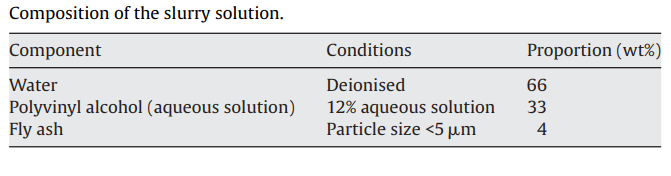 Composition of the slurry solution.
Component Conditions Proportion (wt%)
Water Deionised 66
Polyvinyl alcohol (aqueous solution) 12% aqueous solution 33
Fly ash Particle size <5 μm 4